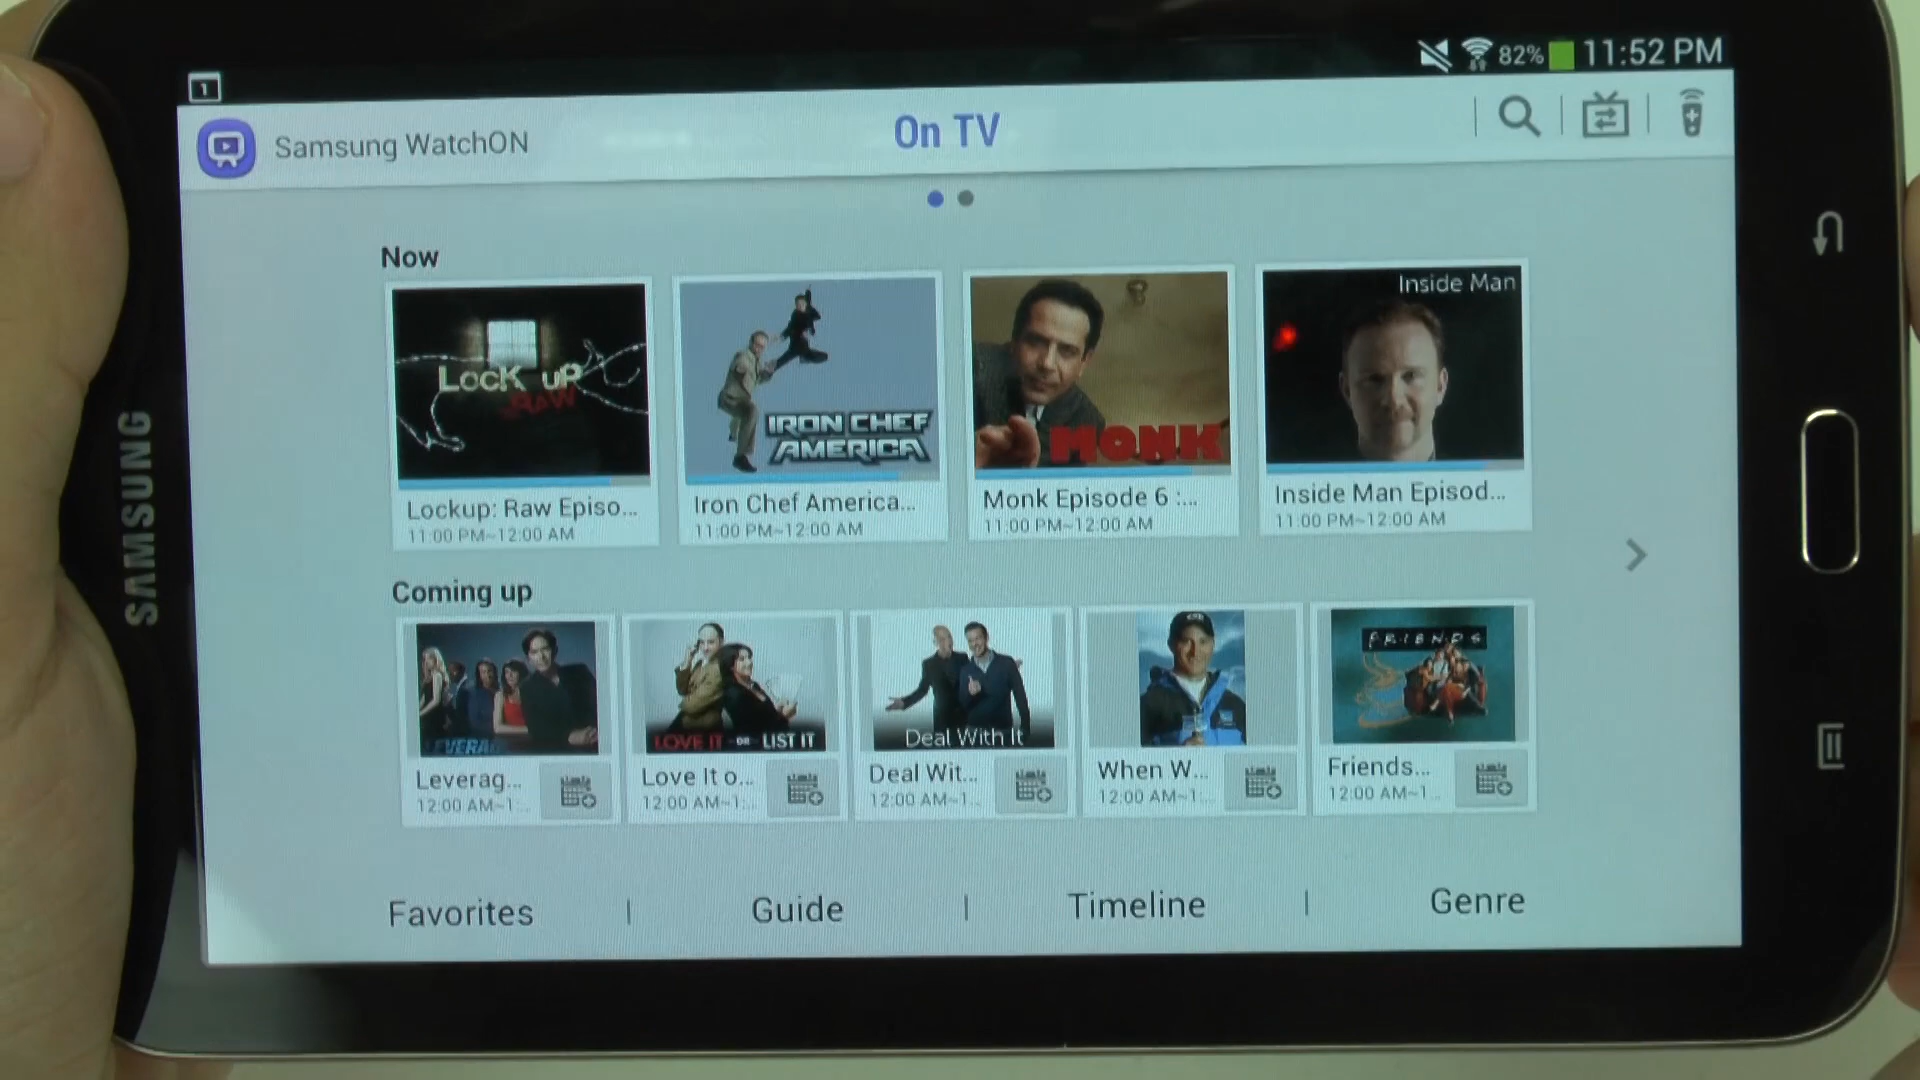 1
82% 11:52 PM
Samsung WatchON
On TV
Now
LOCK UP
RAW
IRON CHEF
AMERICA
MONK
Inside Man
Lockup: Raw Episo...
11:00 PM~12:00 AM
Iron Chef America...
11:00 PM~12:00 AM
Monk Episode 6 :...
11:00 PM~12:00 AM
Inside Man Episod...
11:00 PM~12:00 AM
Coming up
LEVERAG
LOVE IT OR LIST IT
Deal With It
FRIENDS
Leverag...
12:00 AM~1:...
Love It o...
12:00 AM~1:...
Deal Wit...
12:00 AM~1...
When W...
12:00 AM~1:...
Friends...
12:00 AM~1...
Favorites | Guide | Timeline | Genre
SAMSUNG